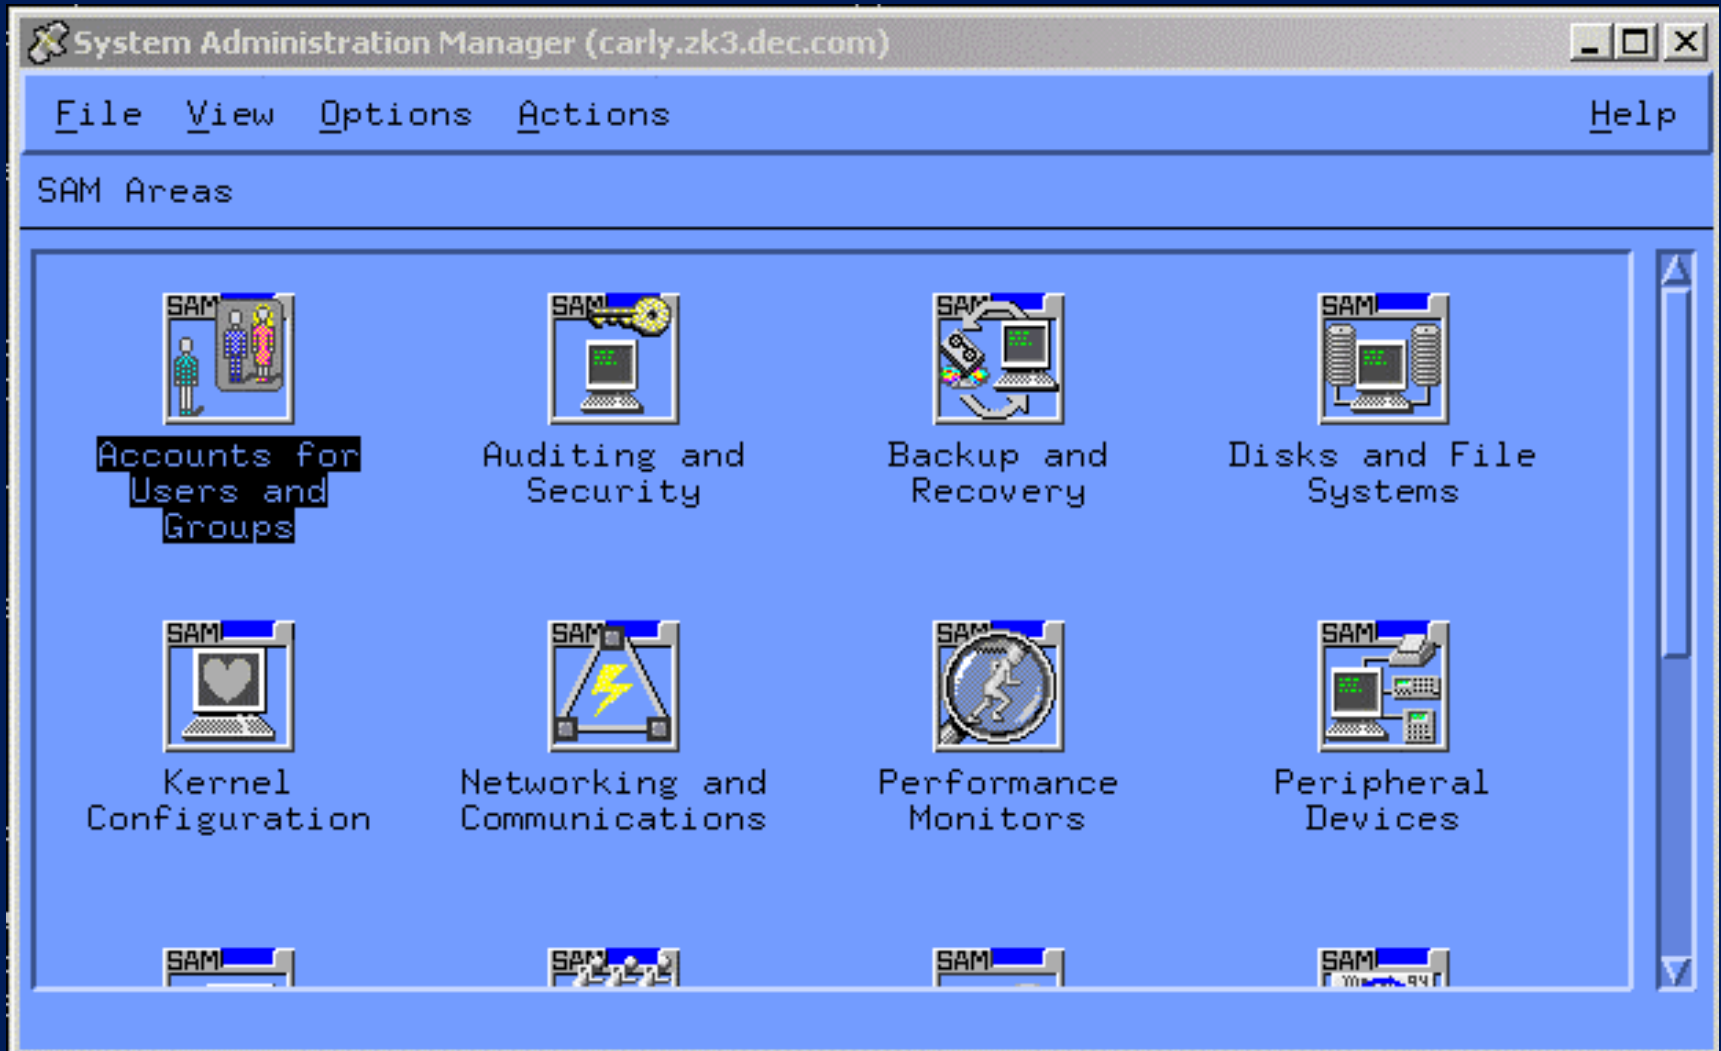 System Administration Manager (carly.zk3.dec.com)
File View Options Actions Help
SAM Areas
SAM SAM SAM SAM
Accounts for
Users and
Groups
Auditing and
Security
Backup and
Recovery
Disks and File
Systems
SAM SAM SAM SAM
Kernel
Configuration
Networking and
Communications
Performance
Monitors
Peripheral
Devices
SAM SAM SAM SAM